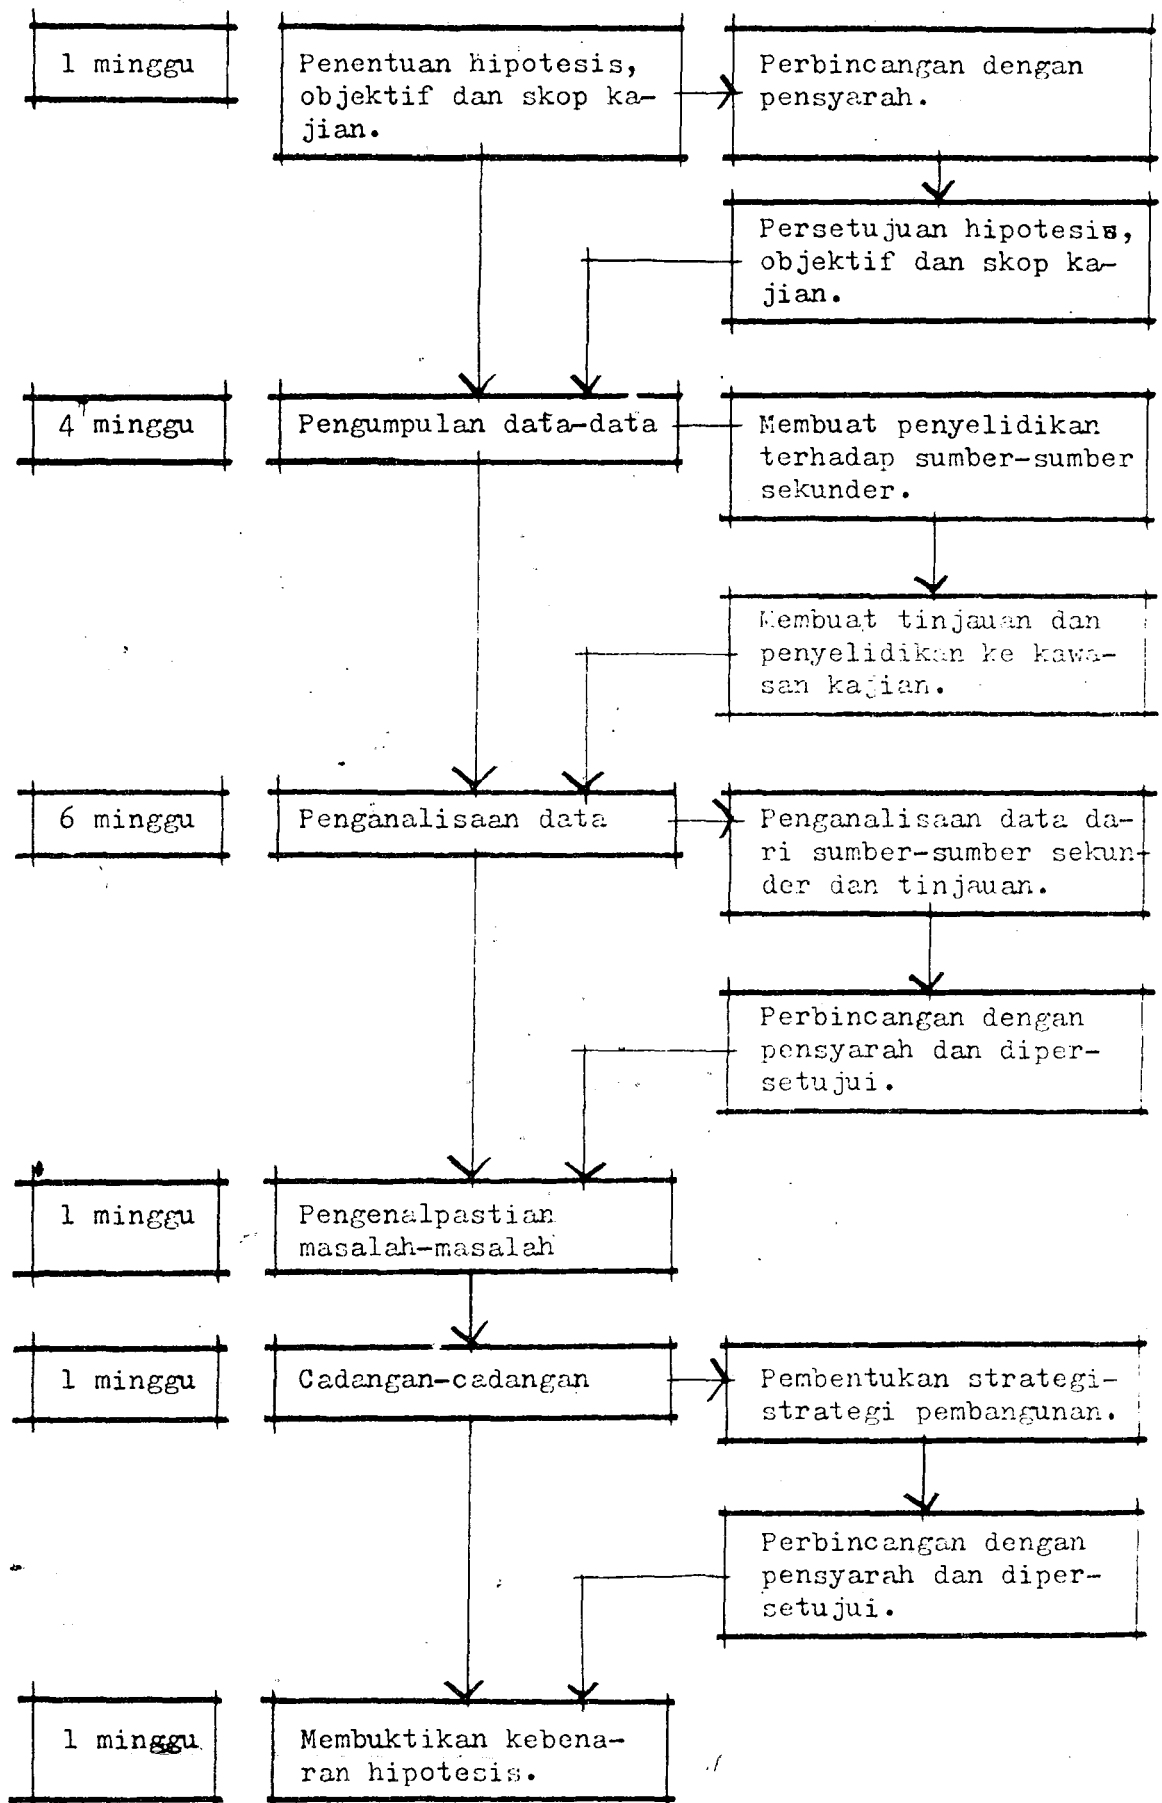 1 minggu
Penentuan hipotesis,
objektif dan skop ka-
jian.
Perbincangan dengan
pensyarah.
Persetujuan hipotesis,
objektif dan skop ka-
jian.
4 minggu
Pengumpulan data-data
Membuat penyelidikan
terhadap sumber-sumber
sekunder.
Membuat tinjauan dan
penyelidikan ke kawa-
san kajian.
6 minggu
Penganalisaan data
Penganalisaan data da-
ri sumber-sumber sekun-
der dan tinjauan.
Perbincangan dengan
pensyarah dan diper-
setujui.
1 minggu
Pengenalpastian
masalah-masalah
1 minggu
Cadangan-cadangan
Pembentukan strategi-
strategi pembangunan.
Perbincangan dengan
pensyarah dan diper-
setujui.
1 minggu
Membuktikan kebena-
ran hipotesis.